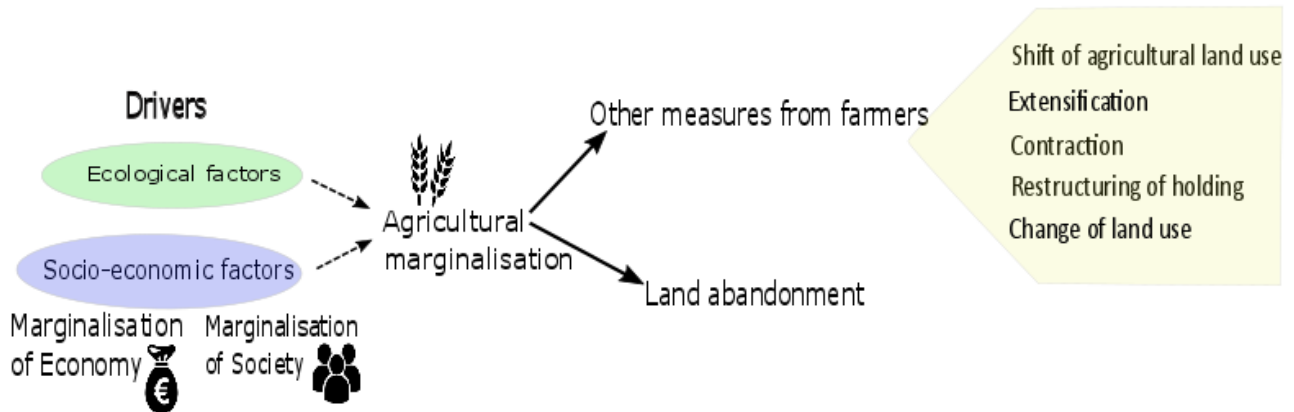 Drivers
Ecological factors
Socio-economic factors
Marginalisation
of Economy
€
Marginalisation
of Society
Agricultural
marginalisation
Other measures from farmers
Land abandonment
Shift of agricultural land use
Extensification
Contraction
Restructuring of holding
Change of land use